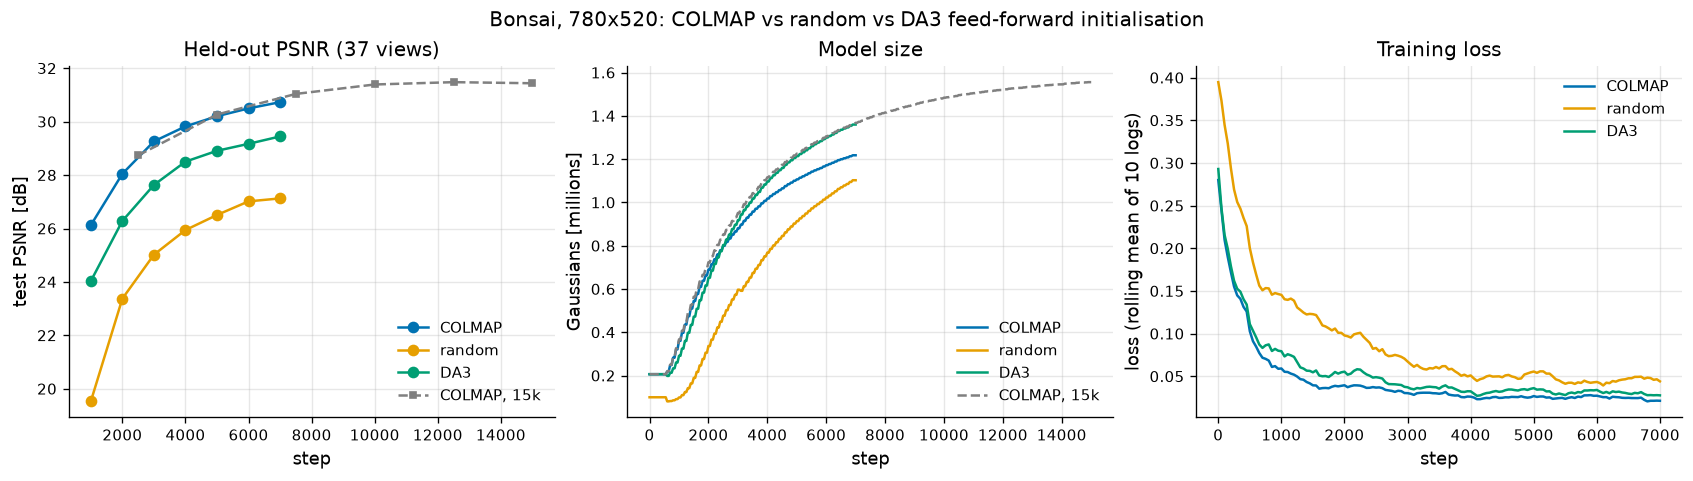 Bonsai, 780x520: COLMAP vs random vs DA3 feed-forward initialisation
Held-out PSNR (37 views)
test PSNR [dB]
32
30
28
26
24
22
20
2000 4000 6000 8000 10000 12000 14000
step
COLMAP
random
DA3
COLMAP, 15k
Model size
Gaussians [millions]
1.6
1.4
1.2
1.0
0.8
0.6
0.4
0.2
0 2000 4000 6000 8000 10000 12000 14000
step
COLMAP
random
DA3
COLMAP, 15k
Training loss
loss (rolling mean of 10 logs)
0.40
0.35
0.30
0.25
0.20
0.15
0.10
0.05
0 1000 2000 3000 4000 5000 6000 7000
step
COLMAP
random
DA3